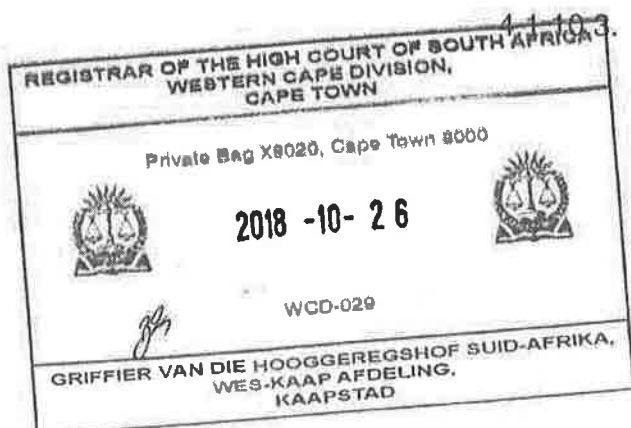 4.1.10.3.
REGISTRAR OF THE HIGH COURT OF SOUTH AFRICA
WESTERN CAPE DIVISION,
CAPE TOWN
Private Bag X9020, Cape Town 8000
2018 -10- 26
WCD-029
GRIFFIER VAN DIE HOOGGEREGSHOF SUID-AFRIKA,
WES-KAAP AFDELING,
KAAPSTAD